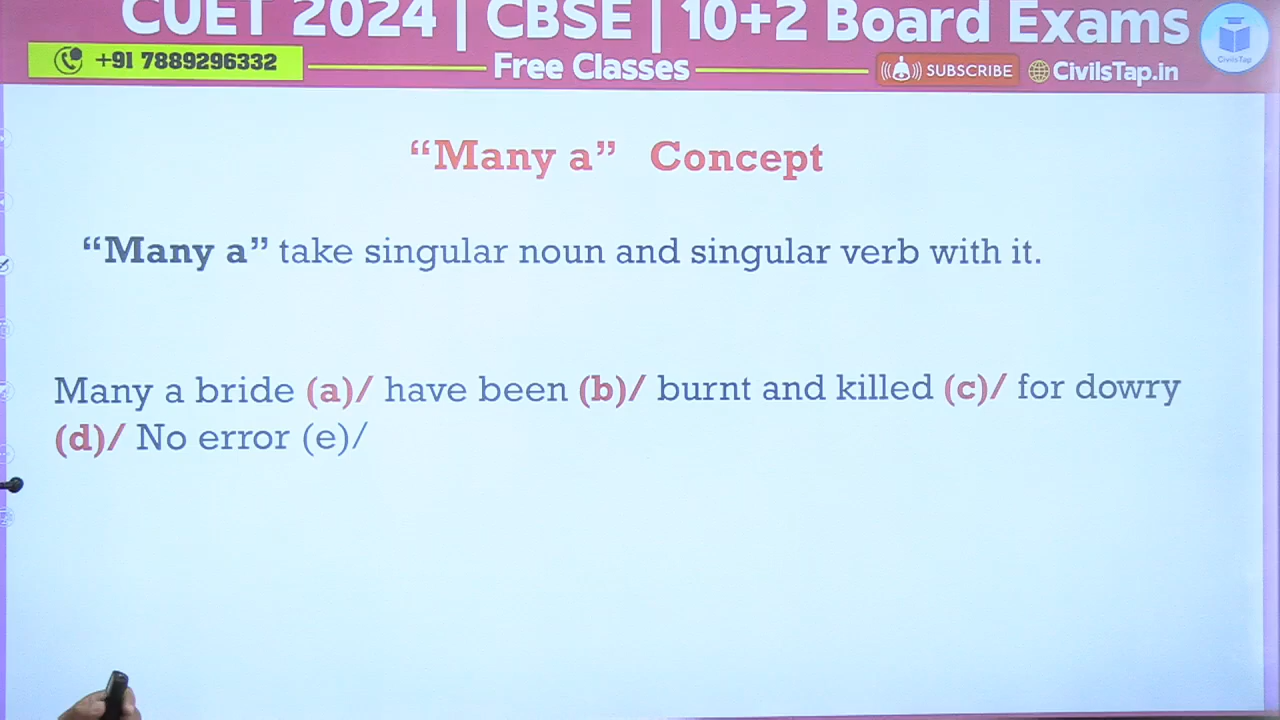 CUET 2024 | CBSE | 10+2 Board Exams
+91 7889296332
Free Classes
SUBSCRIBE
CivilsTap.in
CivilsTap
“Many a” Concept
“Many a” take singular noun and singular verb with it.
Many a bride (a)/ have been (b)/ burnt and killed (c)/ for dowry
(d)/ No error (e)/